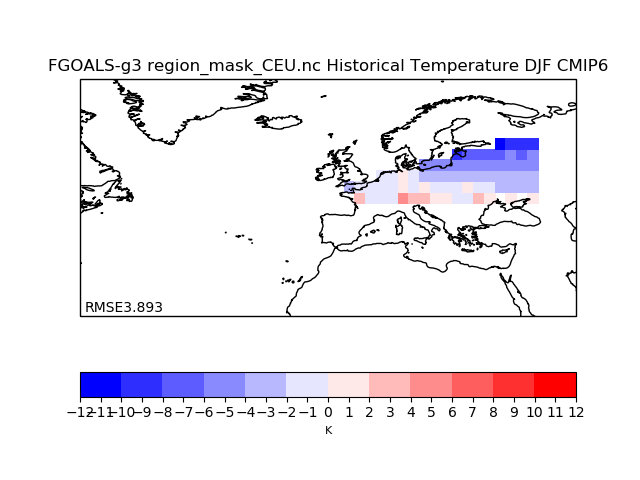 FGOALS-g3 region_mask_CEU.nc Historical Temperature DJF CMIP6
RMSE3.893
−12 −11 −10 −9 −8 −7 −6 −5 −4 −3 −2 −1 0 1 2 3 4 5 6 7 8 9 10 11 12
K